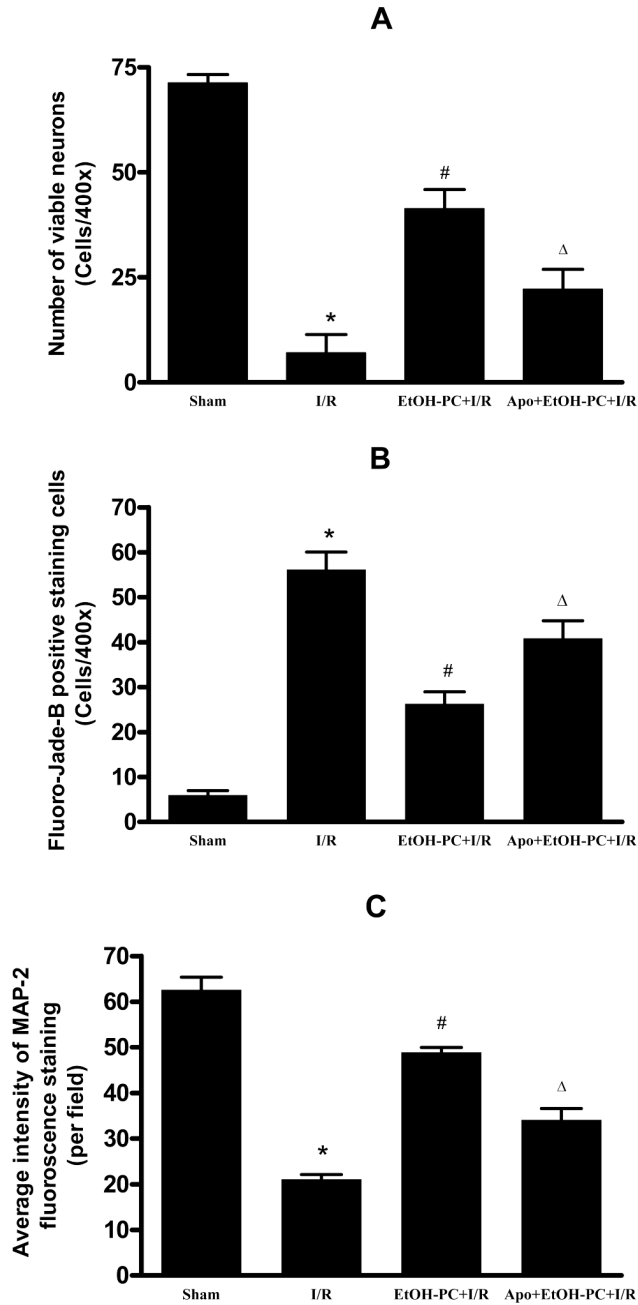 A
Number of viable neurons
(Cells/400x)
75
50
25
0
*
#
Δ
Sham I/R EtOH-PC+I/R Apo+EtOH-PC+I/R
B
Fluoro-Jade-B positive staining cells
(Cells/400x)
70
60
50
40
30
20
10
0
*
#
Δ
Sham I/R EtOH-PC+I/R Apo+EtOH-PC+I/R
C
Average intensity of MAP-2
fluoroscence staining
(per field)
70
60
50
40
30
20
10
0
*
#
Δ
Sham I/R EtOH-PC+I/R Apo+EtOH-PC+I/R